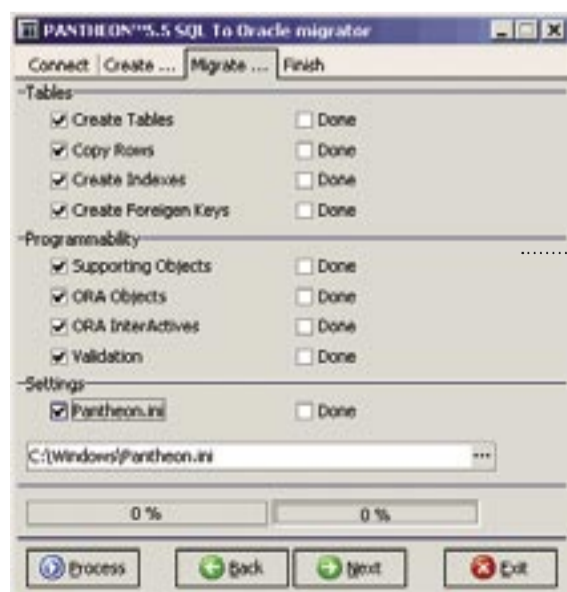 PANTHEON™5.5 SQL To Oracle migrator
Connect Create ... Migrate ... Finish
Tables
Create Tables Done
Copy Rows Done
Create Indexes Done
Create Foreigen Keys Done
Programmability
Supporting Objects Done
ORA Objects Done
ORA InterActives Done
Validation Done
Settings
Pantheon.ini Done
C:\Windows\Pantheon.ini ...
0 % 0 %
Process Back Next Exit